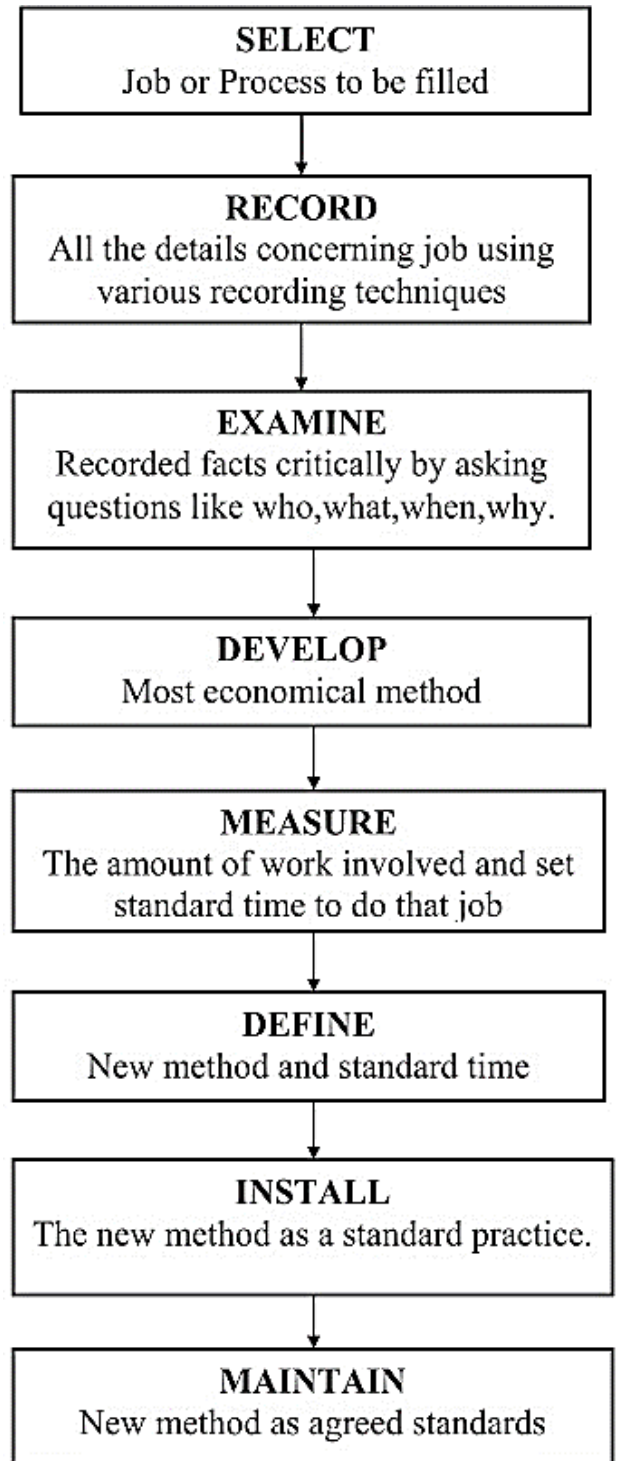 SELECT
Job or Process to be filled
RECORD
All the details concerning job using
various recording techniques
EXAMINE
Recorded facts critically by asking
questions like who,what,when,why.
DEVELOP
Most economical method
MEASURE
The amount of work involved and set
standard time to do that job
DEFINE
New method and standard time
INSTALL
The new method as a standard practice.
MAINTAIN
New method as agreed standards